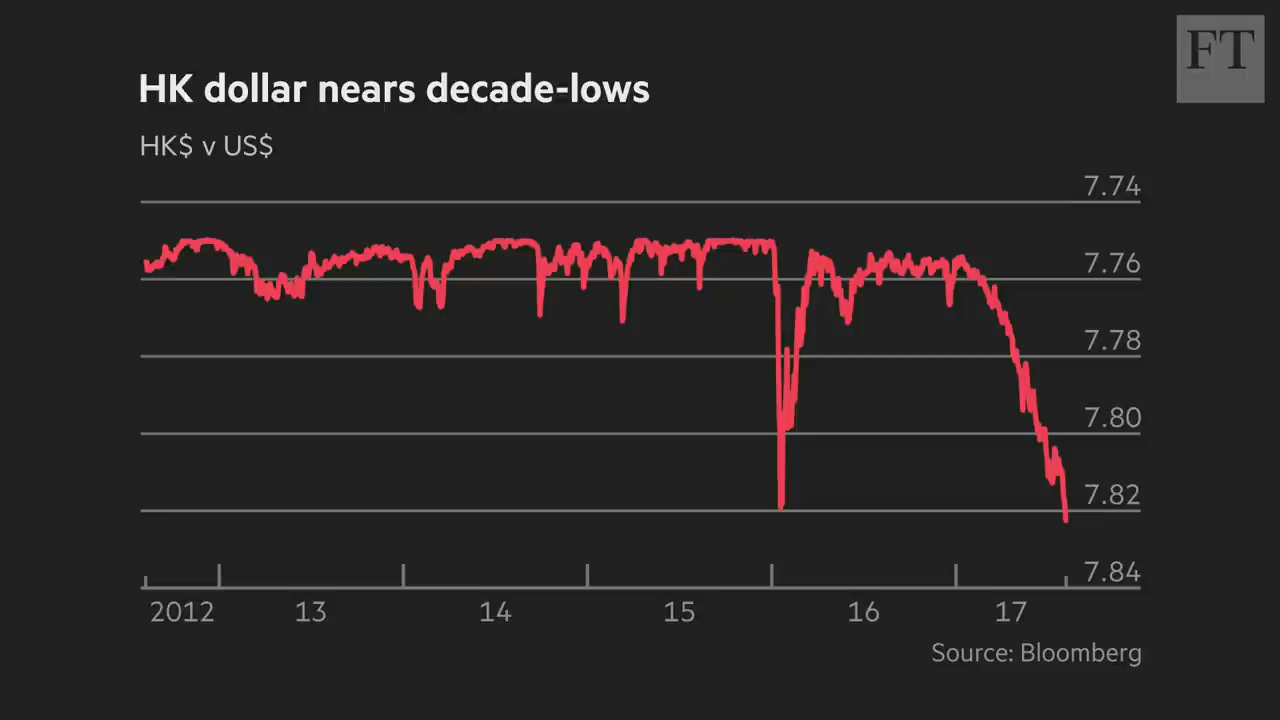 FT
HK dollar nears decade-lows
HK$ v US$
7.74
7.76
7.78
7.80
7.82
7.84
2012 13 14 15 16 17
Source: Bloomberg